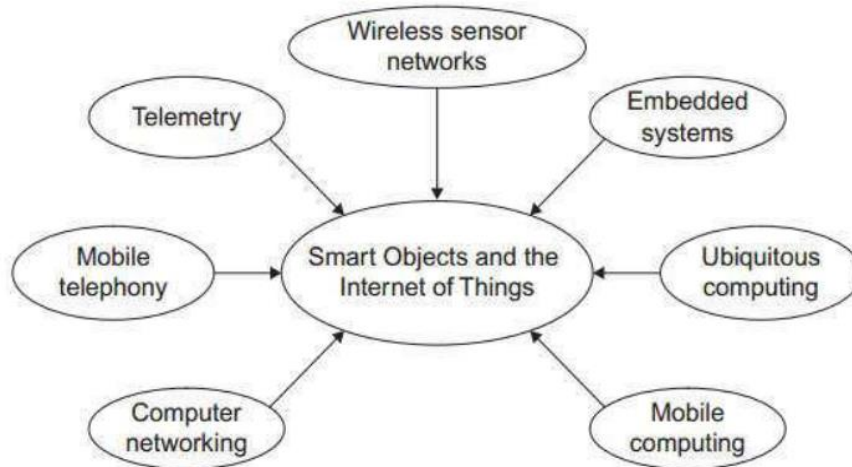 Wireless sensor
networks
Telemetry
Embedded
systems
Mobile
telephony
Smart Objects and the
Internet of Things
Ubiquitous
computing
Computer
networking
Mobile
computing